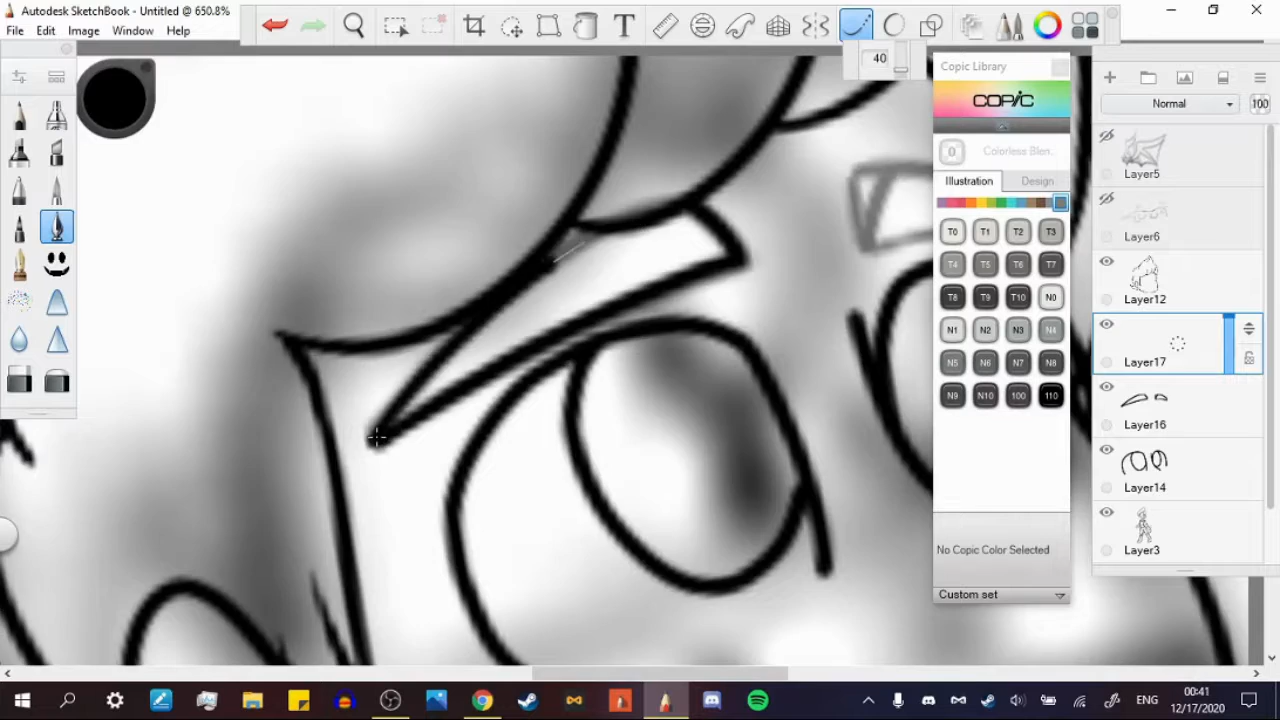 Autodesk SketchBook - Untitled @ 650.8%
File Edit Image Window Help
T
40
Copic Library
COPIC
0 Colorless Blen..
Illustration Design
T0 T1 T2 T3
T4 T5 T6 T7
T8 T9 T10 N0
N1 N2 N3 N4
N5 N6 N7 N8
N9 N10 100 110
No Copic Color Selected
Custom set
Normal 100
Layer5
Layer6
Layer12
Layer17
Layer16
Layer14
Layer3
ENG
00:41
12/17/2020